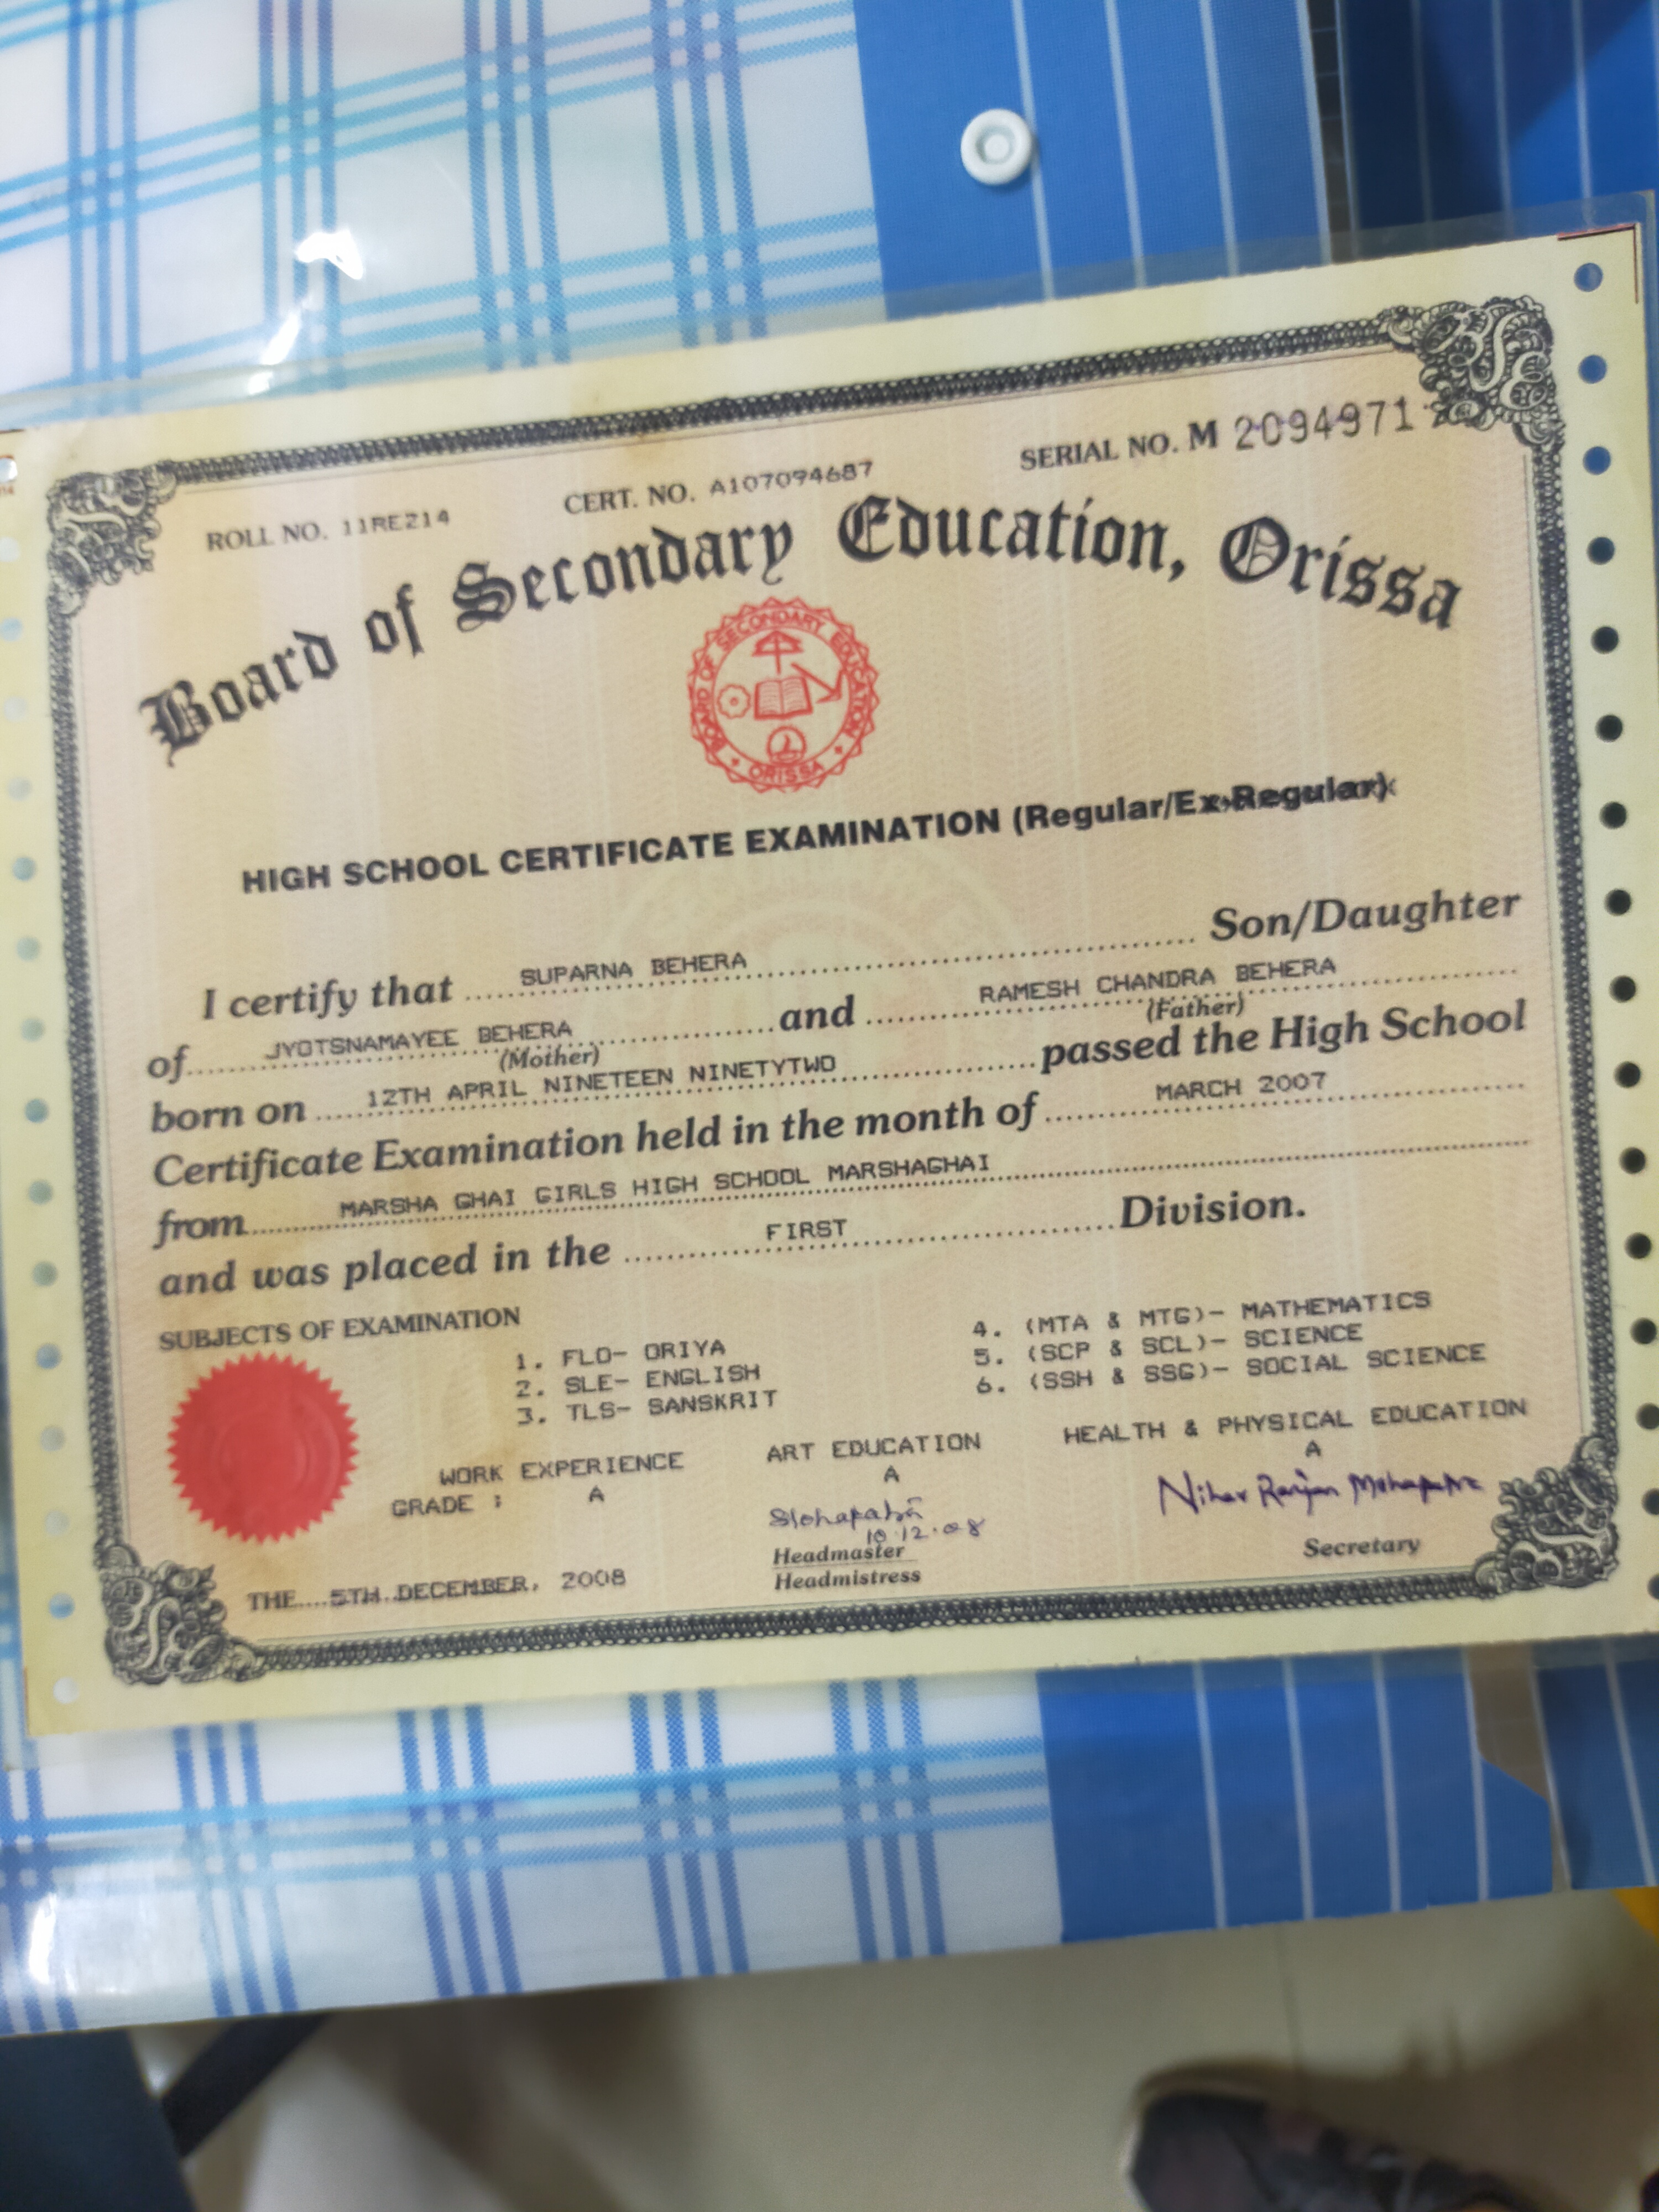 ROLL NO. 11RE214 CERT. NO. A107094687 SERIAL NO. M 2094971
Board of Secondary Education, Orissa
BOARD OF SECONDARY EDUCATION
ORISSA
HIGH SCHOOL CERTIFICATE EXAMINATION (Regular/Ex-Regular)
I certify that SUPARNA BEHERA Son/Daughter
of JYOTSNAMAYEE BEHERA and RAMESH CHANDRA BEHERA
(Mother) (Father)
born on 12TH APRIL NINETEEN NINETYTWO passed the High School
Certificate Examination held in the month of MARCH 2007
from MARSHA GHAI GIRLS HIGH SCHOOL MARSHAGHAI
and was placed in the FIRST Division.
SUBJECTS OF EXAMINATION
1. FLO- ORIYA 4. (MTA & MTG)- MATHEMATICS
2. SLE- ENGLISH 5. (SCP & SCL)- SCIENCE
3. TLS- SANSKRIT 6. (SSH & SSG)- SOCIAL SCIENCE
WORK EXPERIENCE ART EDUCATION HEALTH & PHYSICAL EDUCATION
GRADE : A A A
Nihar Ranjan Mohapatra
10.12.08
Headmaster Secretary
Headmistress
THE....5TH DECEMBER, 2008